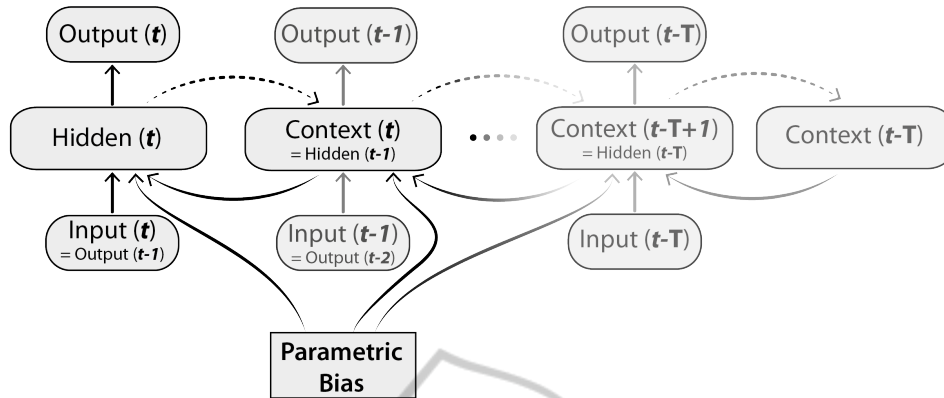 Output (t)
Output (t-1)
Output (t-T)
Hidden (t)
Context (t)
= Hidden (t-1)
Context (t-T+1)
= Hidden (t-T)
Context (t-T)
Input (t)
= Output (t-1)
Input (t-1)
= Output (t-2)
Input (t-T)
Parametric
Bias